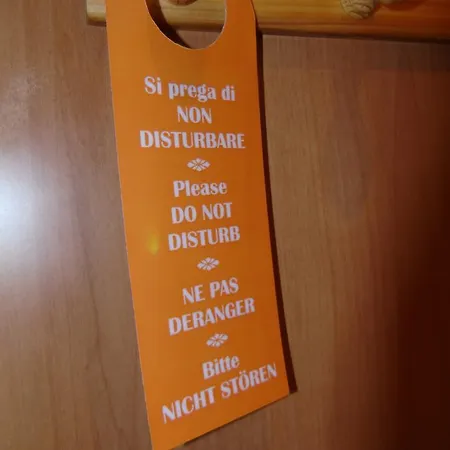 Si prega di
NON
DISTURBARE
Please
DO NOT
DISTURB
NE PAS
DERANGER
Bitte
NICHT STÖREN